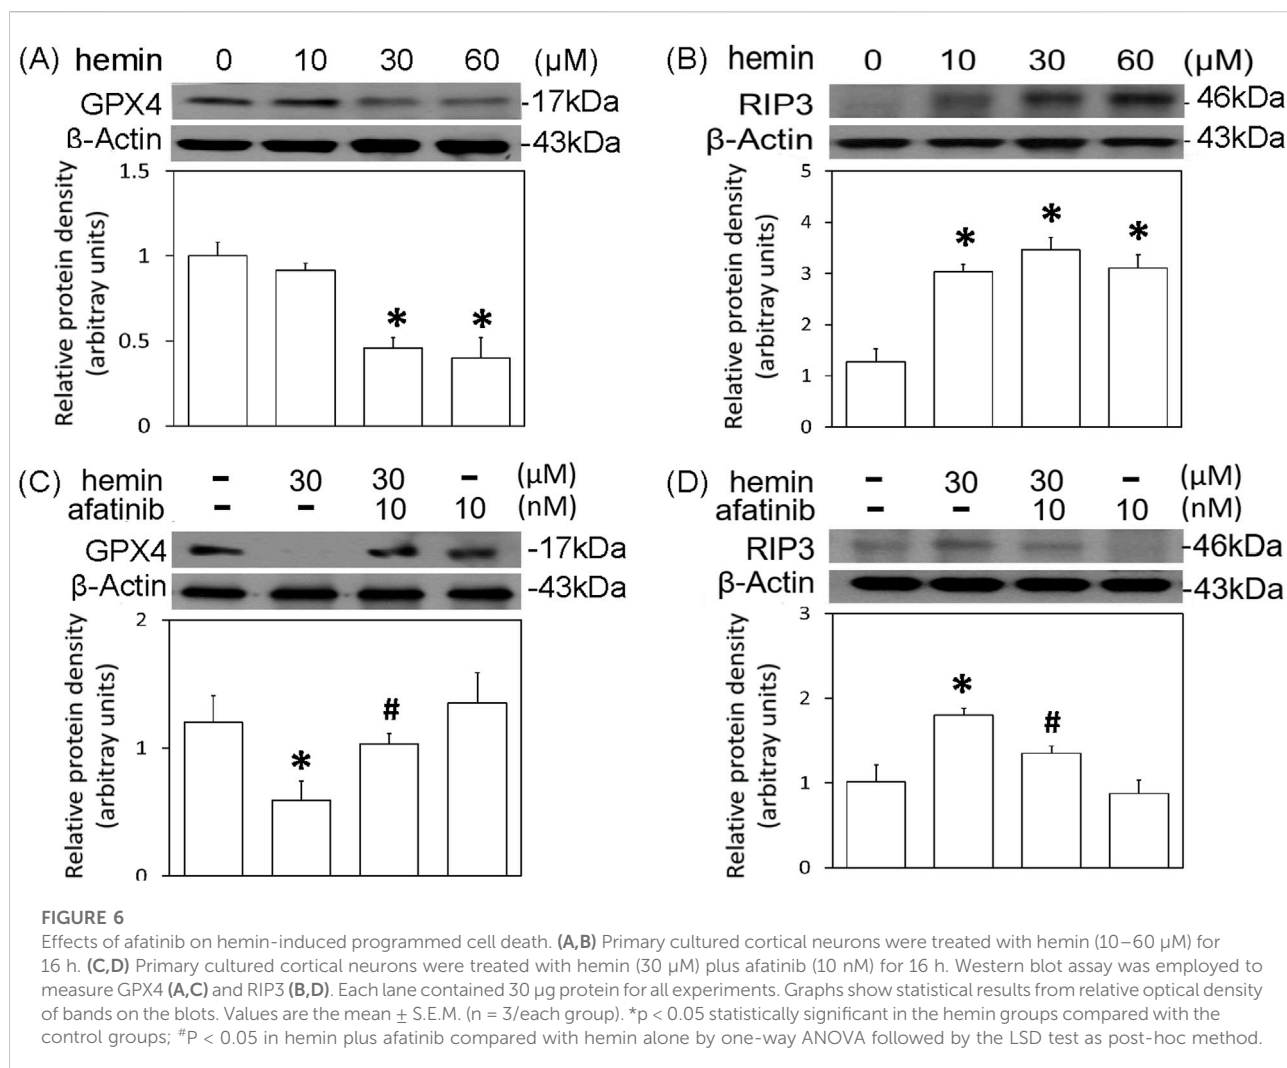 (A) hemin 0 10 30 60 (µM)
GPX4 -17kDa
ß-Actin -43kDa
Relative protein density
(arbitray units)
1.5
1
0.5
0
* *
(B) hemin 0 10 30 60 (µM)
RIP3 - 46kDa
β-Actin - 43kDa
Relative protein density
(arbitray units)
5
4
3
2
1
0
* * *
(C) hemin - 30 30 - (µM)
afatinib - - 10 10 (nM)
GPX4 -17kDa
β-Actin -43kDa
Relative protein density
(arbitray units)
2
1
0
* #
(D) hemin - 30 30 - (µM)
afatinib - - 10 10 (nM)
RIP3 -46kDa
β-Actin -43kDa
Relative protein density
(arbitray units)
3
2
1
0
* #
FIGURE 6
Effects of afatinib on hemin-induced programmed cell death. (A,B) Primary cultured cortical neurons were treated with hemin (10–60 µM) for
16 h. (C,D) Primary cultured cortical neurons were treated with hemin (30 µM) plus afatinib (10 nM) for 16 h. Western blot assay was employed to
measure GPX4 (A,C) and RIP3 (B,D). Each lane contained 30 µg protein for all experiments. Graphs show statistical results from relative optical density
of bands on the blots. Values are the mean ± S.E.M. (n = 3/each group). *p < 0.05 statistically significant in the hemin groups compared with the
control groups; #P < 0.05 in hemin plus afatinib compared with hemin alone by one-way ANOVA followed by the LSD test as post-hoc method.